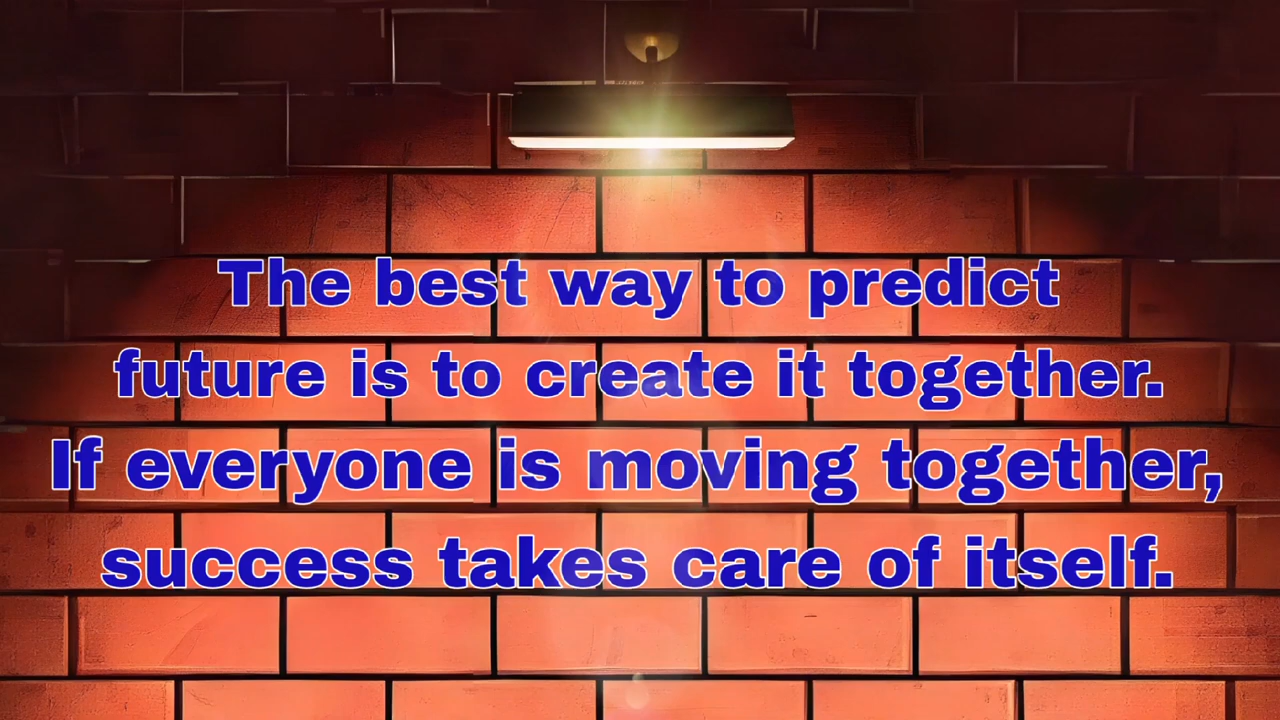 The best way to predict
future is to create it together.
If everyone is moving together,
success takes care of itself.